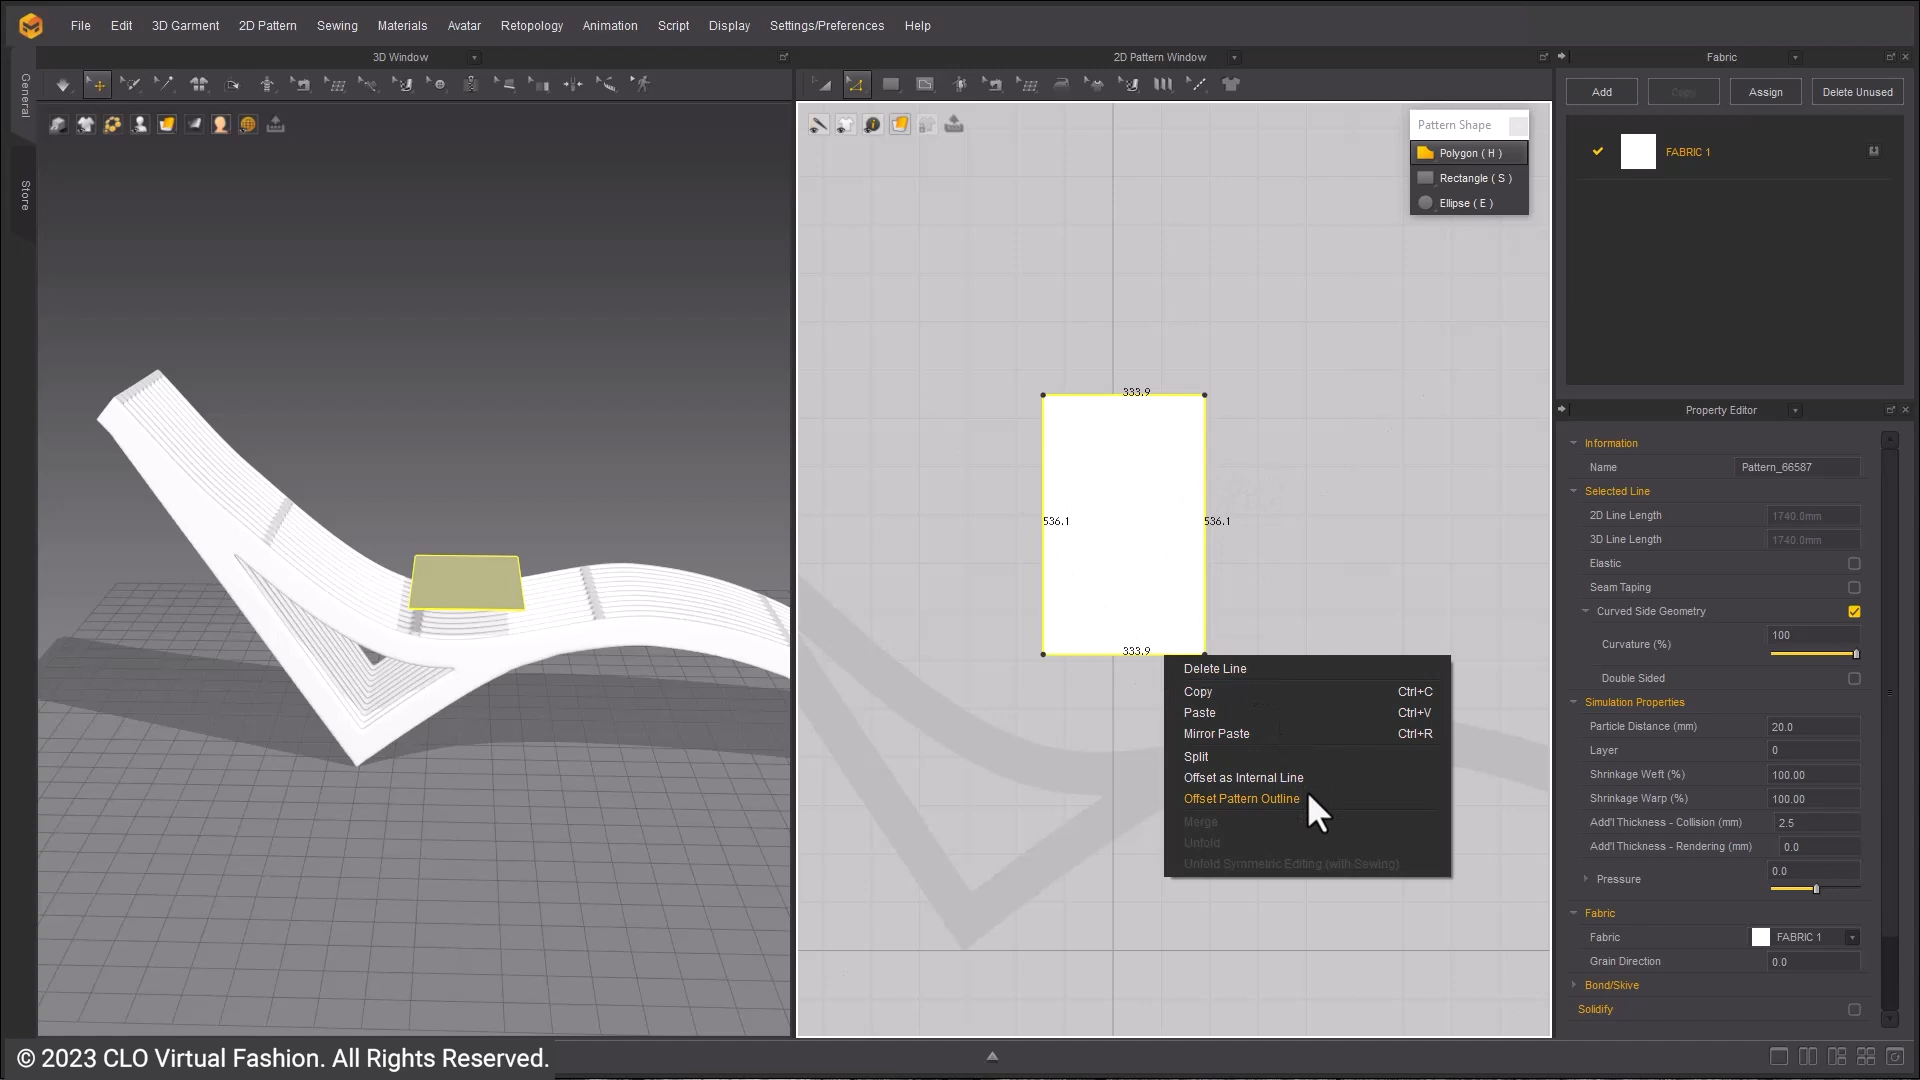 File Edit 3D Garment 2D Pattern Sewing Materials Avatar Retopology Animation Script Display Settings/Preferences Help
3D Window
2D Pattern Window
Fabric
General
Store
Add Copy Assign Delete Unused
FABRIC 1
Pattern Shape
Polygon ( H )
Rectangle ( S )
Ellipse ( E )
333.9
536.1
536.1
333.9
Delete Line
Copy Ctrl+C
Paste Ctrl+V
Mirror Paste Ctrl+R
Split
Offset as Internal Line
Offset Pattern Outline
Merge
Unfold
Unfold Symmetric Editing (with Sewing)
Property Editor
Information
Name Pattern_66587
Selected Line
2D Line Length 1740.0mm
3D Line Length 1740.0mm
Elastic
Seam Taping
Curved Side Geometry
Curvature (%) 100
Double Sided
Simulation Properties
Particle Distance (mm) 20.0
Layer 0
Shrinkage Weft (%) 100.00
Shrinkage Warp (%) 100.00
Add'l Thickness - Collision (mm) 2.5
Add'l Thickness - Rendering (mm) 0.0
Pressure 0.0
Fabric
Fabric FABRIC 1
Grain Direction 0.0
Bond/Skive
Solidify
© 2023 CLO Virtual Fashion. All Rights Reserved.